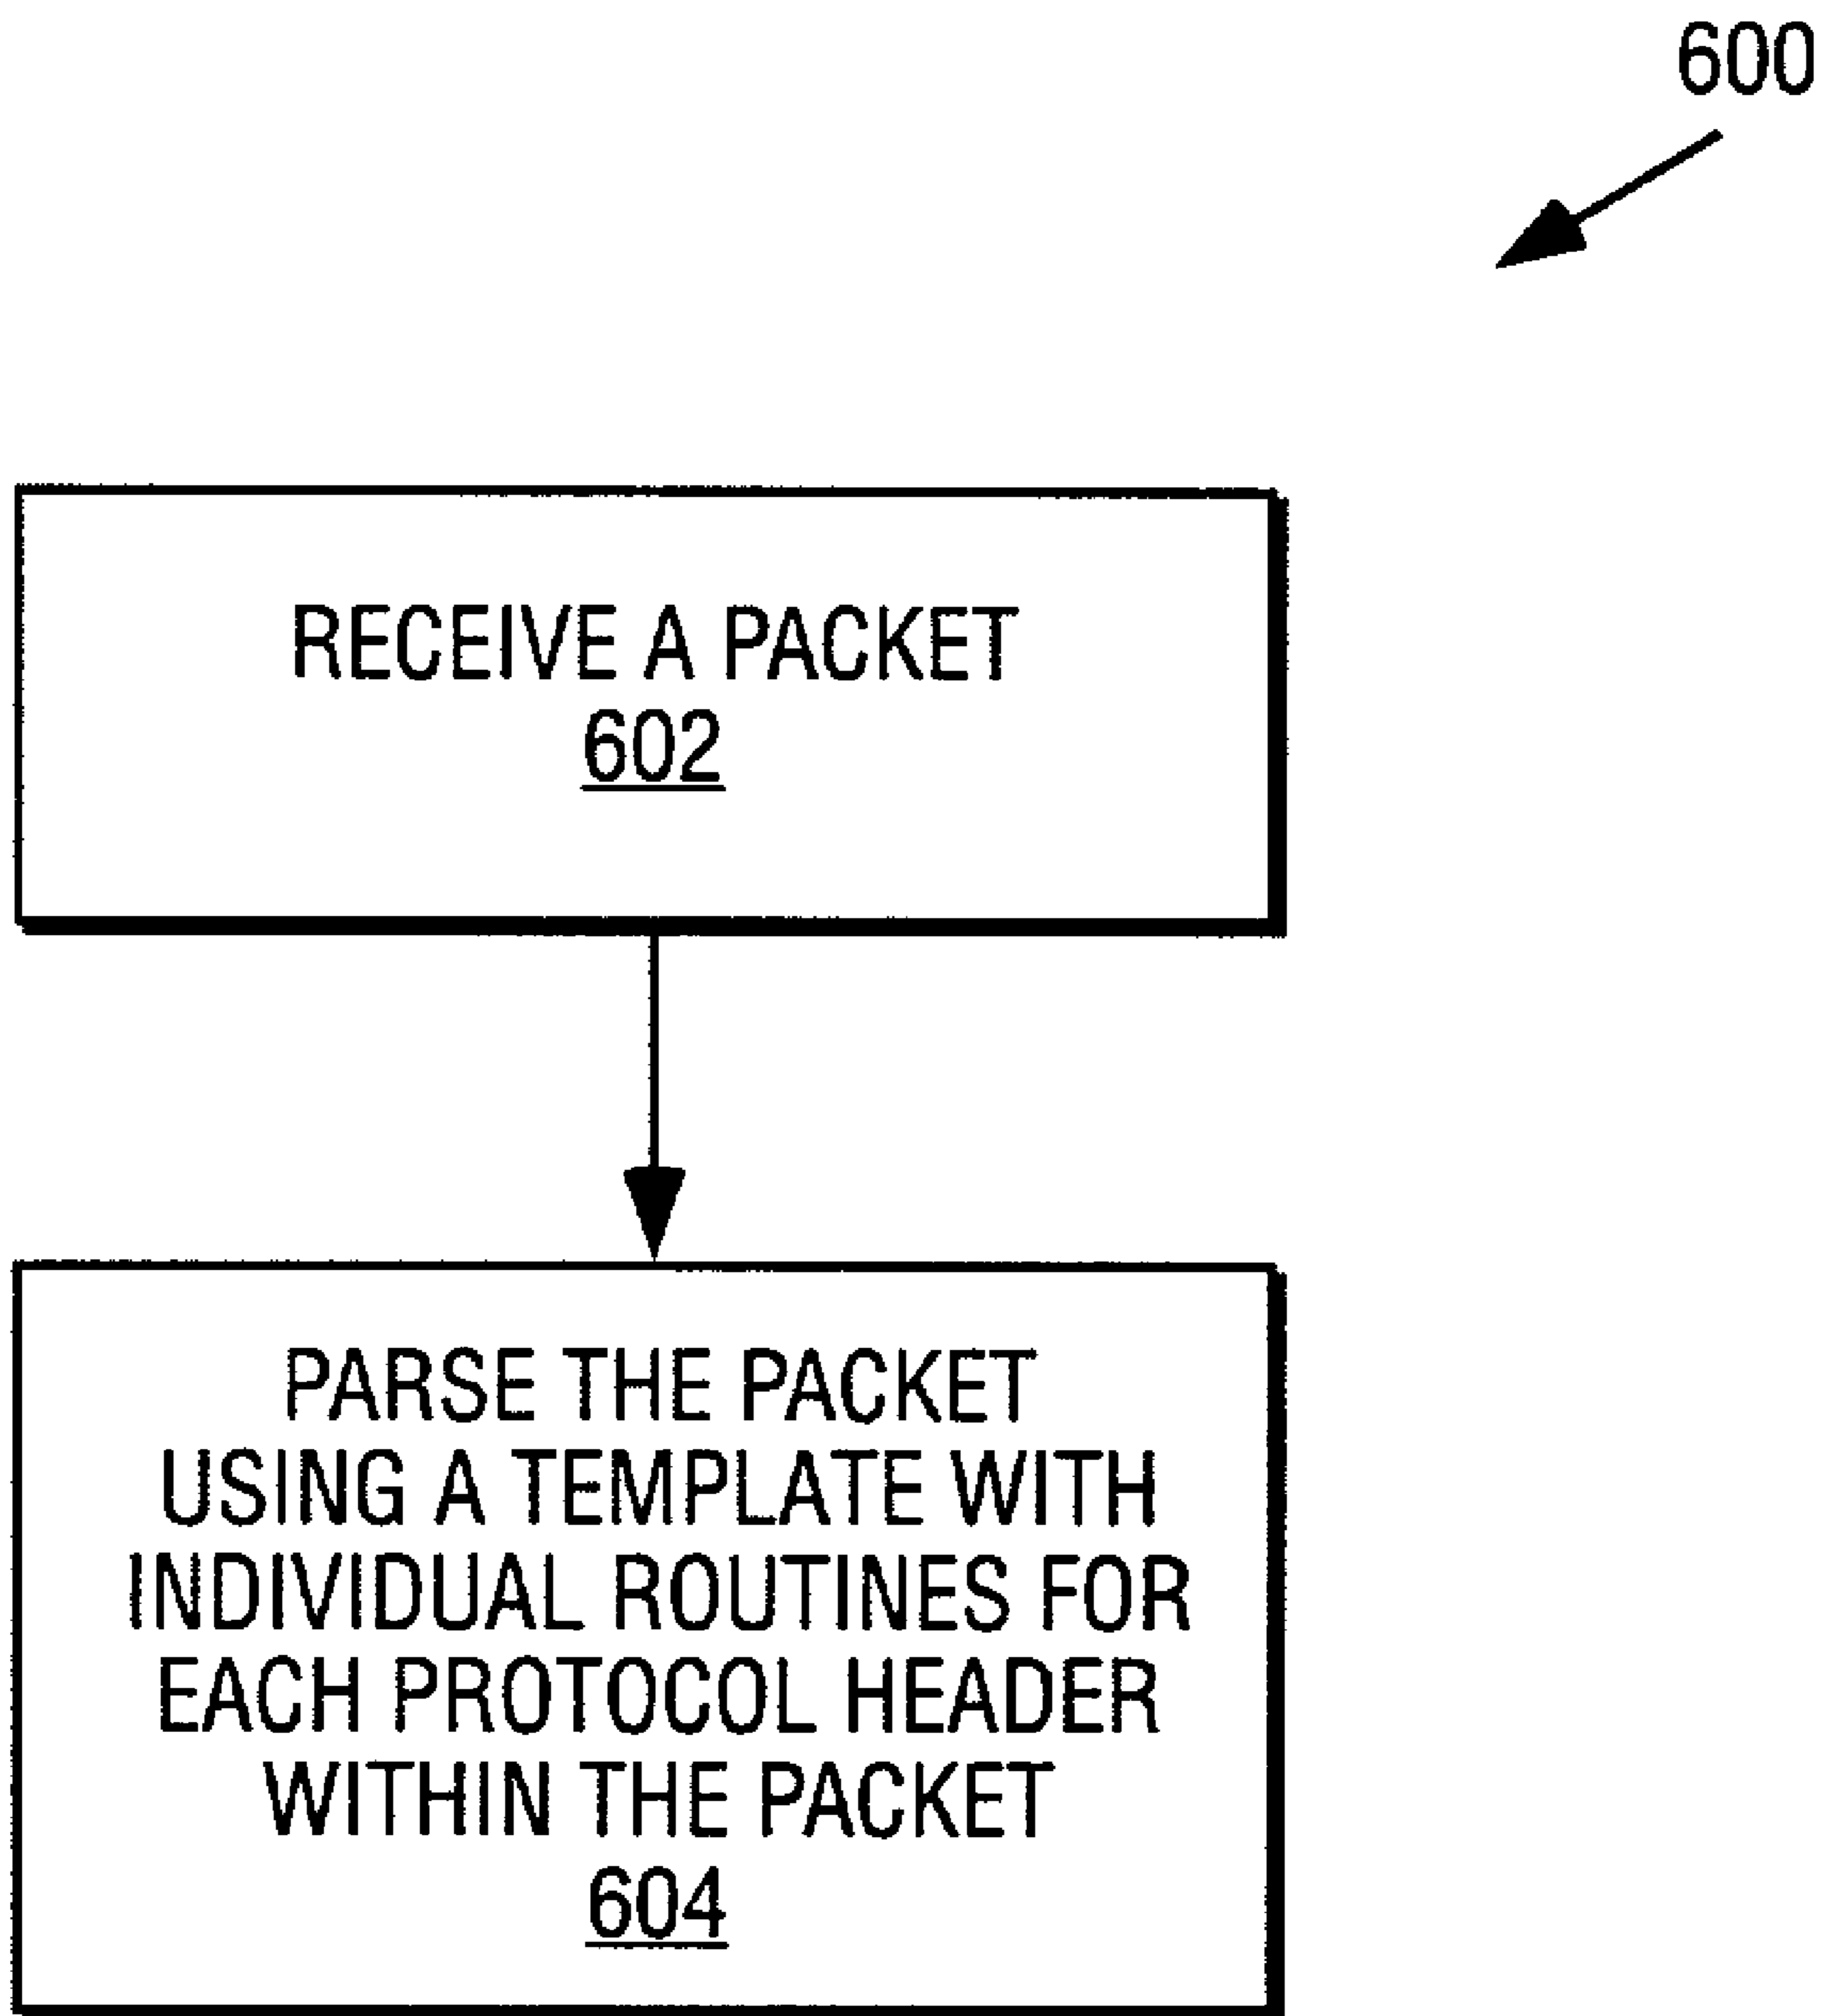 600
RECEIVE A PACKET
602
PARSE THE PACKET
USING A TEMPLATE WITH
INDIVIDUAL ROUTINES FOR
EACH PROTOCOL HEADER
WITHIN THE PACKET
604